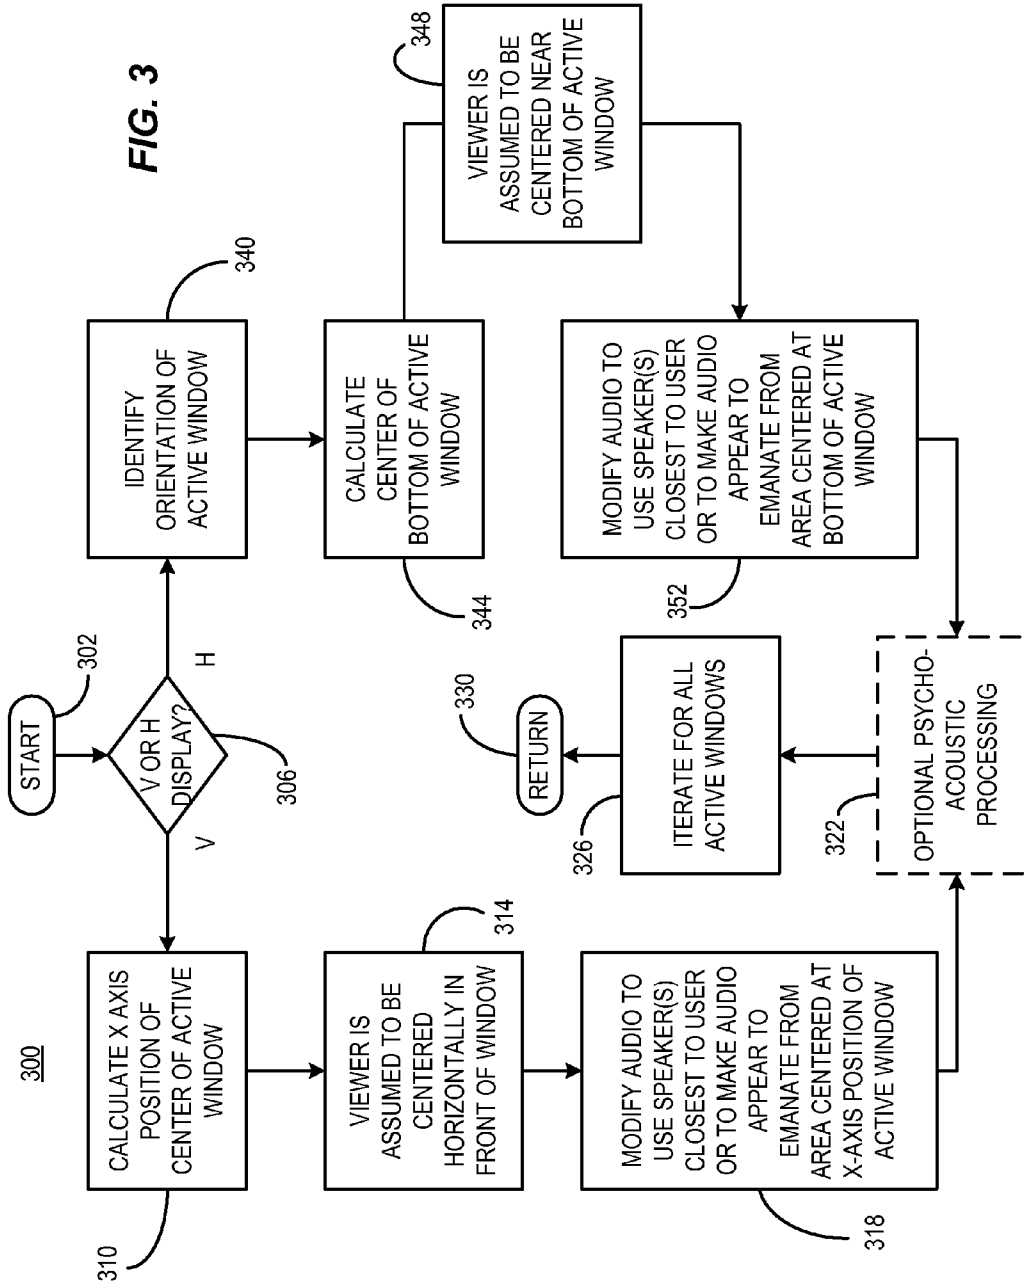 300
FIG. 3
START
302
V OR H
DISPLAY?
306
V
H
CALCULATE X AXIS
POSITION OF
CENTER OF ACTIVE
WINDOW
310
VIEWER IS
ASSUMED TO BE
CENTERED
HORIZONTALLY IN
FRONT OF WINDOW
314
MODIFY AUDIO TO
USE SPEAKER(S)
CLOSEST TO USER
OR TO MAKE AUDIO
APPEAR TO
EMANATE FROM
AREA CENTERED AT
X-AXIS POSITION OF
ACTIVE WINDOW
318
IDENTIFY
ORIENTATION OF
ACTIVE WINDOW
340
CALCULATE
CENTER OF
BOTTOM OF ACTIVE
WINDOW
344
VIEWER IS
ASSUMED TO BE
CENTERED NEAR
BOTTOM OF ACTIVE
WINDOW
348
MODIFY AUDIO TO
USE SPEAKER(S)
CLOSEST TO USER
OR TO MAKE AUDIO
APPEAR TO
EMANATE FROM
AREA CENTERED AT
BOTTOM OF ACTIVE
WINDOW
352
OPTIONAL PSYCHO-
ACOUSTIC
PROCESSING
322
ITERATE FOR ALL
ACTIVE WINDOWS
326
RETURN
330